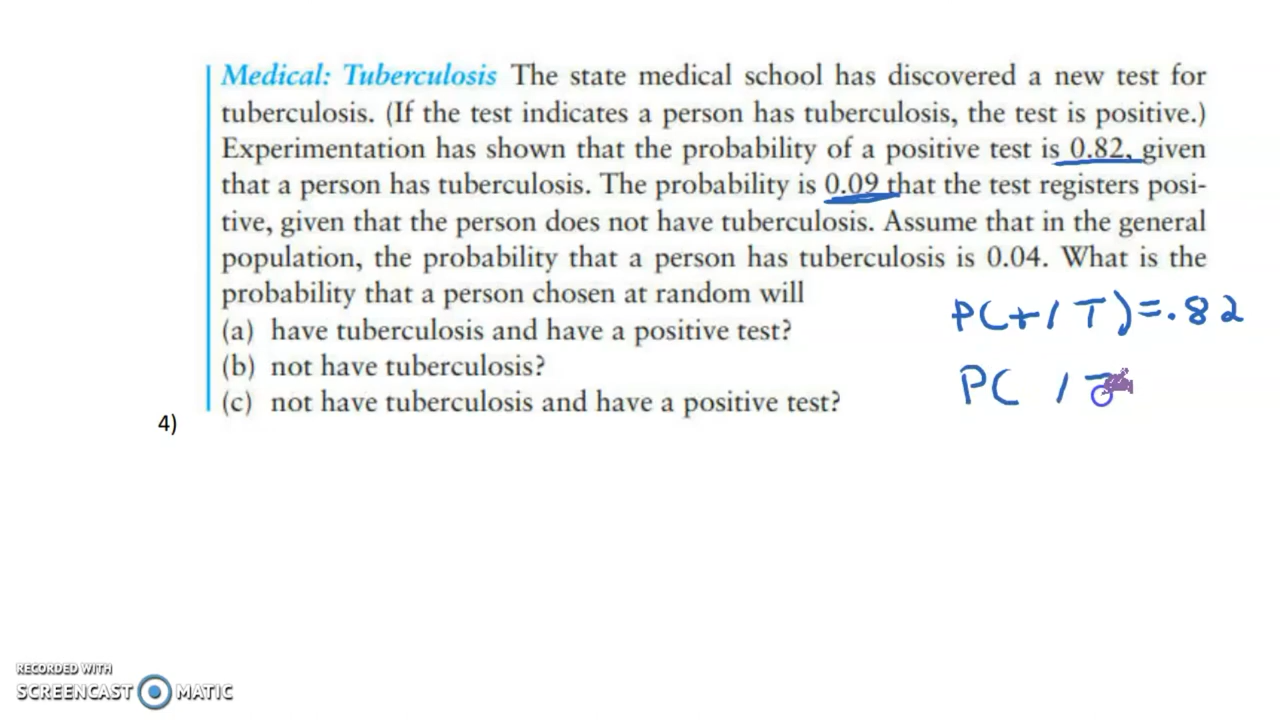 Medical: Tuberculosis The state medical school has discovered a new test for
tuberculosis. (If the test indicates a person has tuberculosis, the test is positive.)
Experimentation has shown that the probability of a positive test is 0.82, given
that a person has tuberculosis. The probability is 0.09 that the test registers posi-
tive, given that the person does not have tuberculosis. Assume that in the general
population, the probability that a person has tuberculosis is 0.04. What is the
probability that a person chosen at random will
P(+/T)=.82
(a) have tuberculosis and have a positive test?
(b) not have tuberculosis?
P( /
(c) not have tuberculosis and have a positive test?
4)
RECORDED WITH
SCREENCAST MATIC